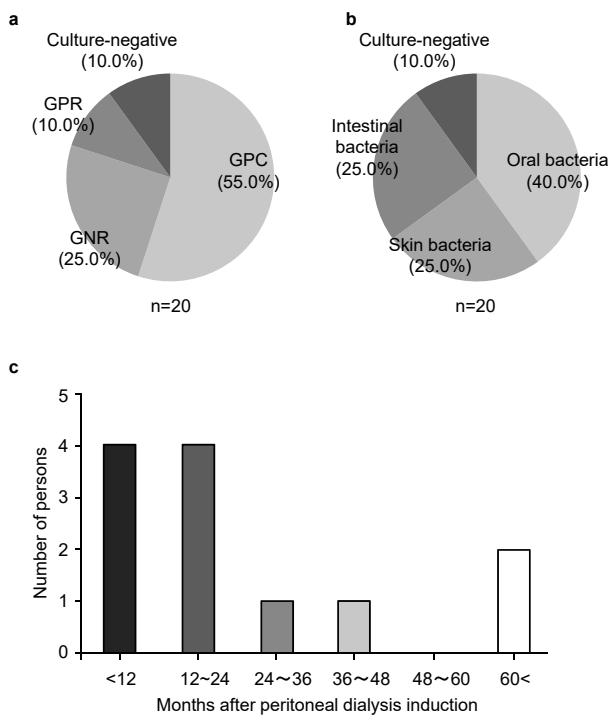 a
Culture-negative
(10.0%)
GPR
(10.0%)
GPC
(55.0%)
GNR
(25.0%)
n=20
b
Culture-negative
(10.0%)
Intestinal
bacteria
(25.0%)
Oral bacteria
(40.0%)
Skin bacteria
(25.0%)
n=20
c
Number of persons
5
4
3
2
1
0
<12
12~24
24～36
36～48
48～60
60<
Months after peritoneal dialysis induction